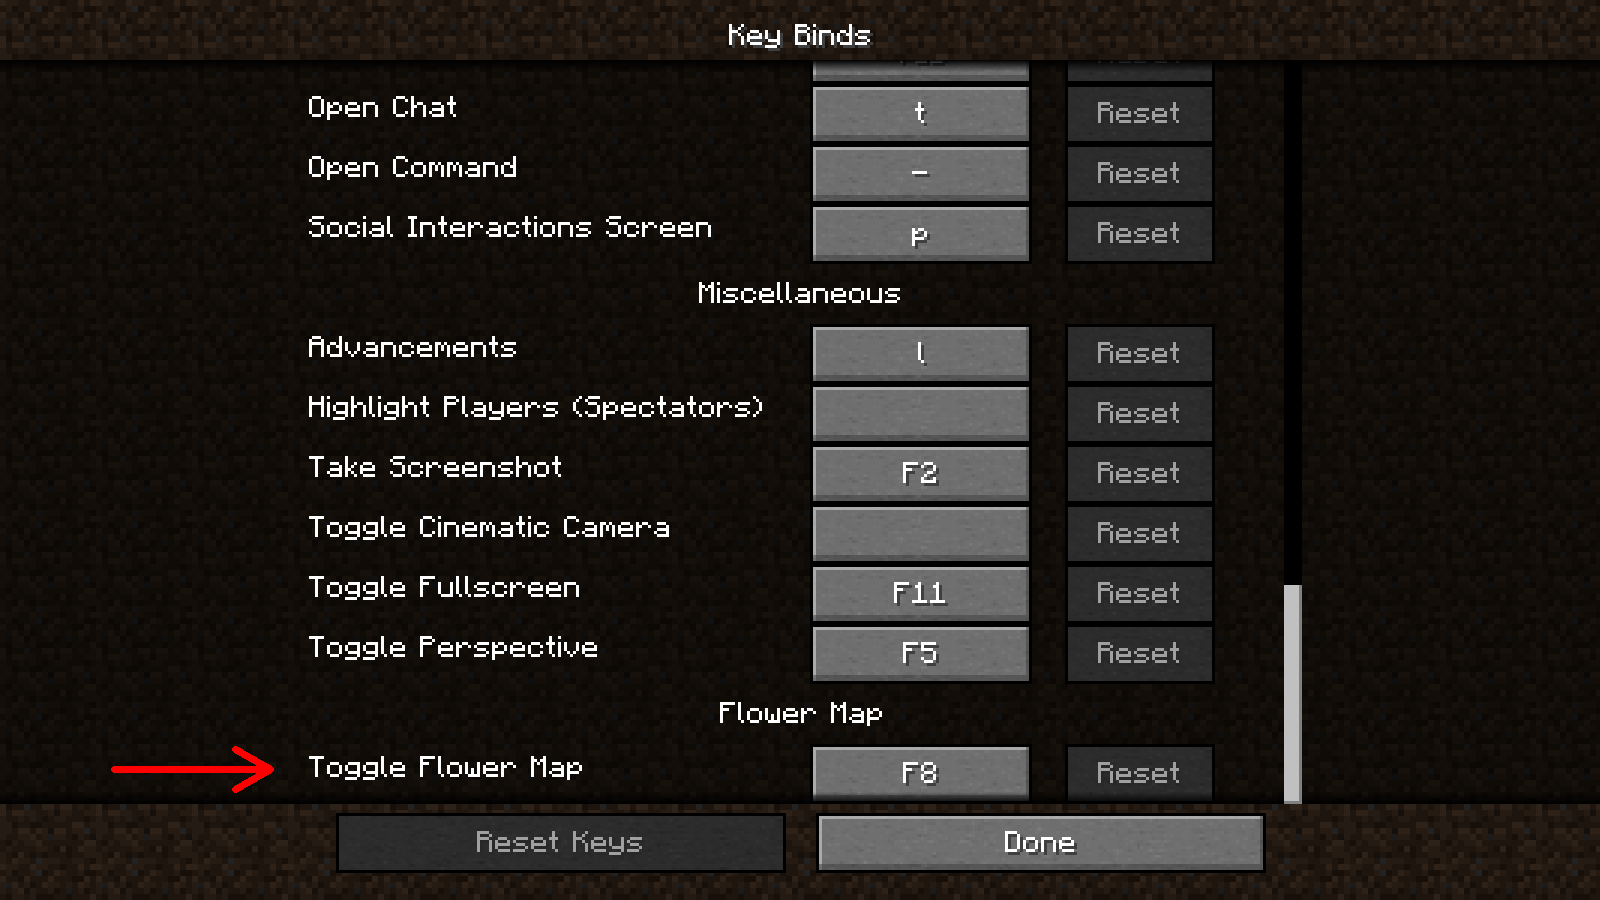 Key Binds
Open Chat t Reset
Open Command - Reset
Social Interactions Screen p Reset
Miscellaneous
Advancements l Reset
Highlight Players (Spectators) Reset
Take Screenshot F2 Reset
Toggle Cinematic Camera Reset
Toggle Fullscreen F11 Reset
Toggle Perspective F5 Reset
Flower Map
Toggle Flower Map F8 Reset
Reset Keys Done